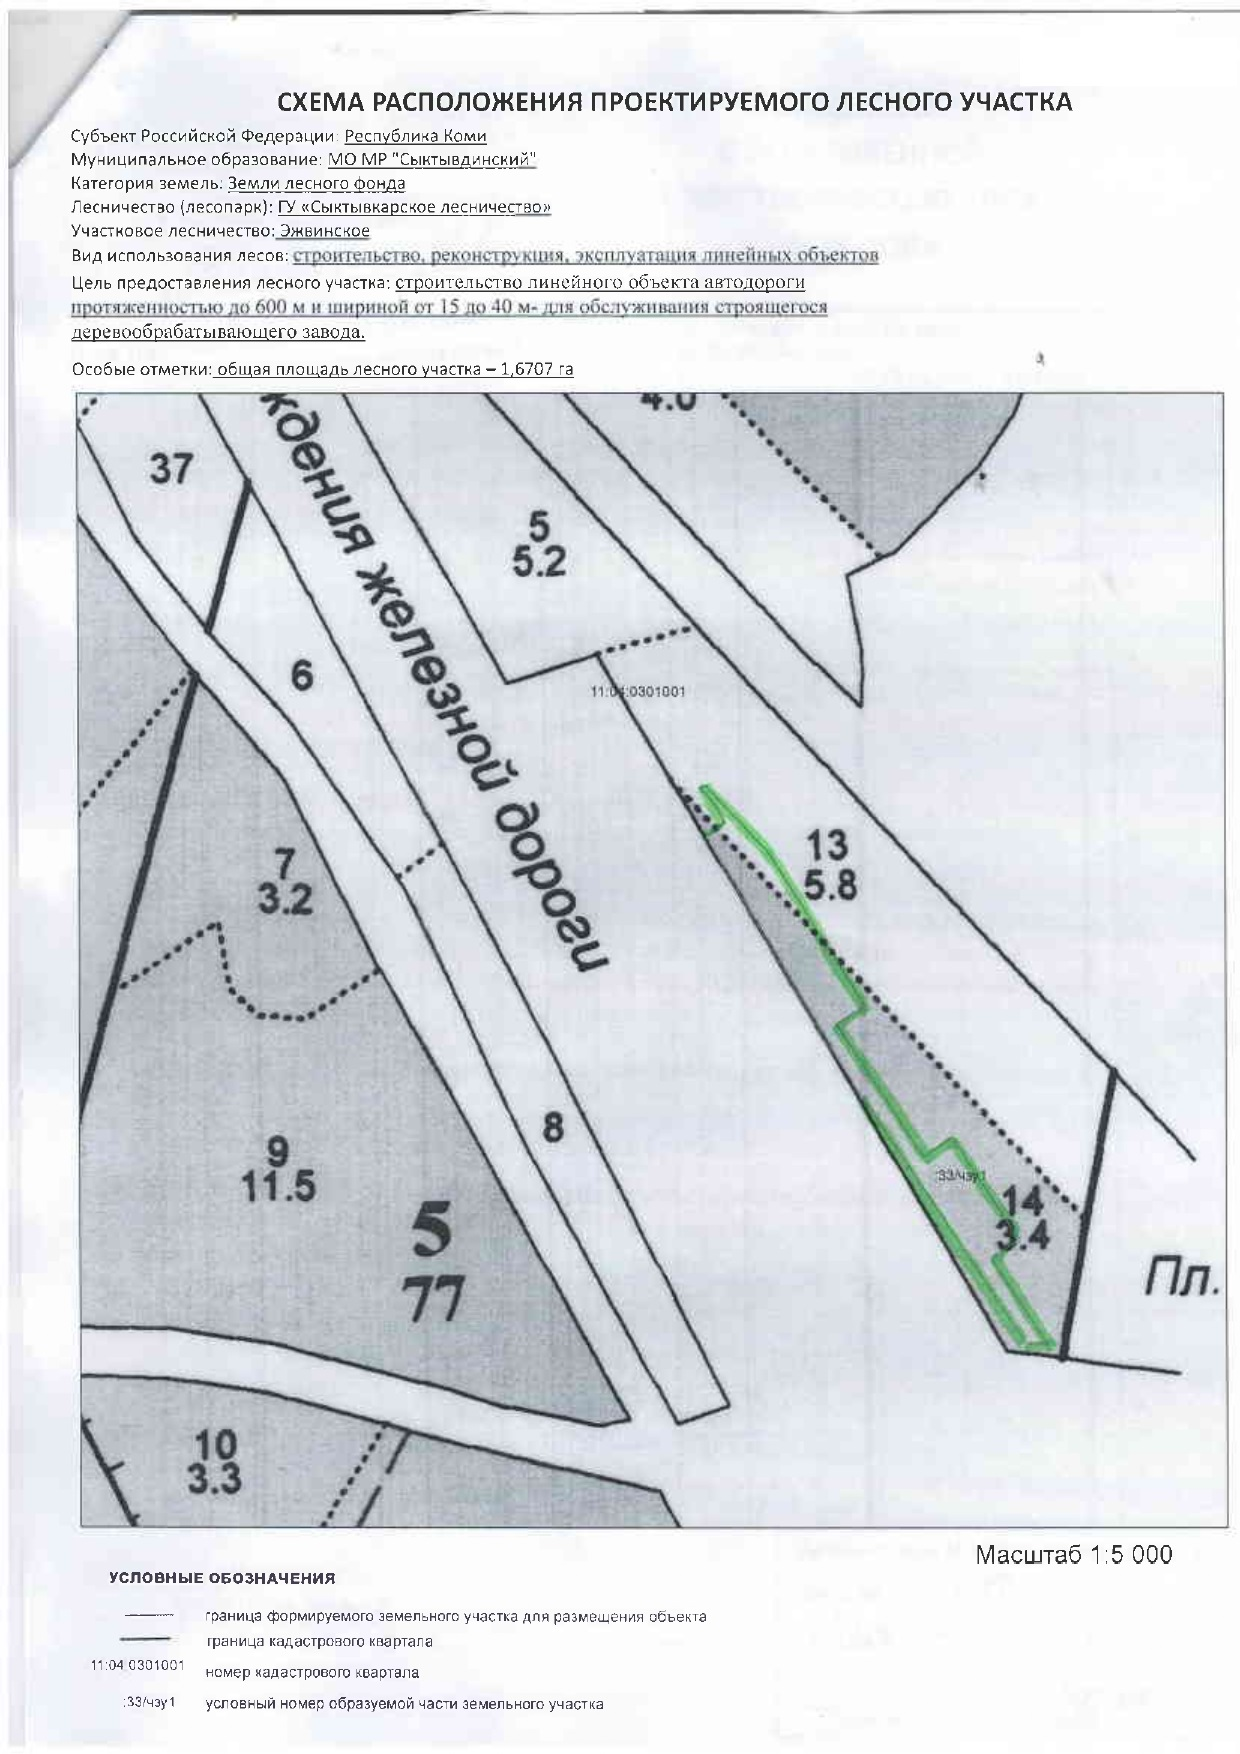 СХЕМА РАСПОЛОЖЕНИЯ ПРОЕКТИРУЕМОГО ЛЕСНОГО УЧАСТКА
Субъект Российской Федерации: Республика Коми
Муниципальное образование: МО МР "Сыктывдинский"
Категория земель: Земли лесного фонда
Лесничество (лесопарк): ГУ «Сыктывкарское лесничество»
Участковое лесничество: Эжвинское
Вид использования лесов: строительство, реконструкция, эксплуатация линейных объектов
Цель предоставления лесного участка: строительство линейного объекта автодороги
протяженностью до 600 м и шириной от 15 до 40 м- для обслуживания строящегося
деревообрабатывающего завода.
Особые отметки: общая площадь лесного участка – 1,6707 га
4.0
37
ждения железной дороги
5
5.2
6
11:04:0301001
13
5.8
7
3.2
8
9
11.5
:33/чзу1
14
3.4
5
77
Пл.
10
3.3
Масштаб 1:5 000
УСЛОВНЫЕ ОБОЗНАЧЕНИЯ
граница формируемого земельного участка для размещения объекта
граница кадастрового квартала
11:04:0301001 номер кадастрового квартала
:33/чзу1 условный номер образуемой части земельного участка